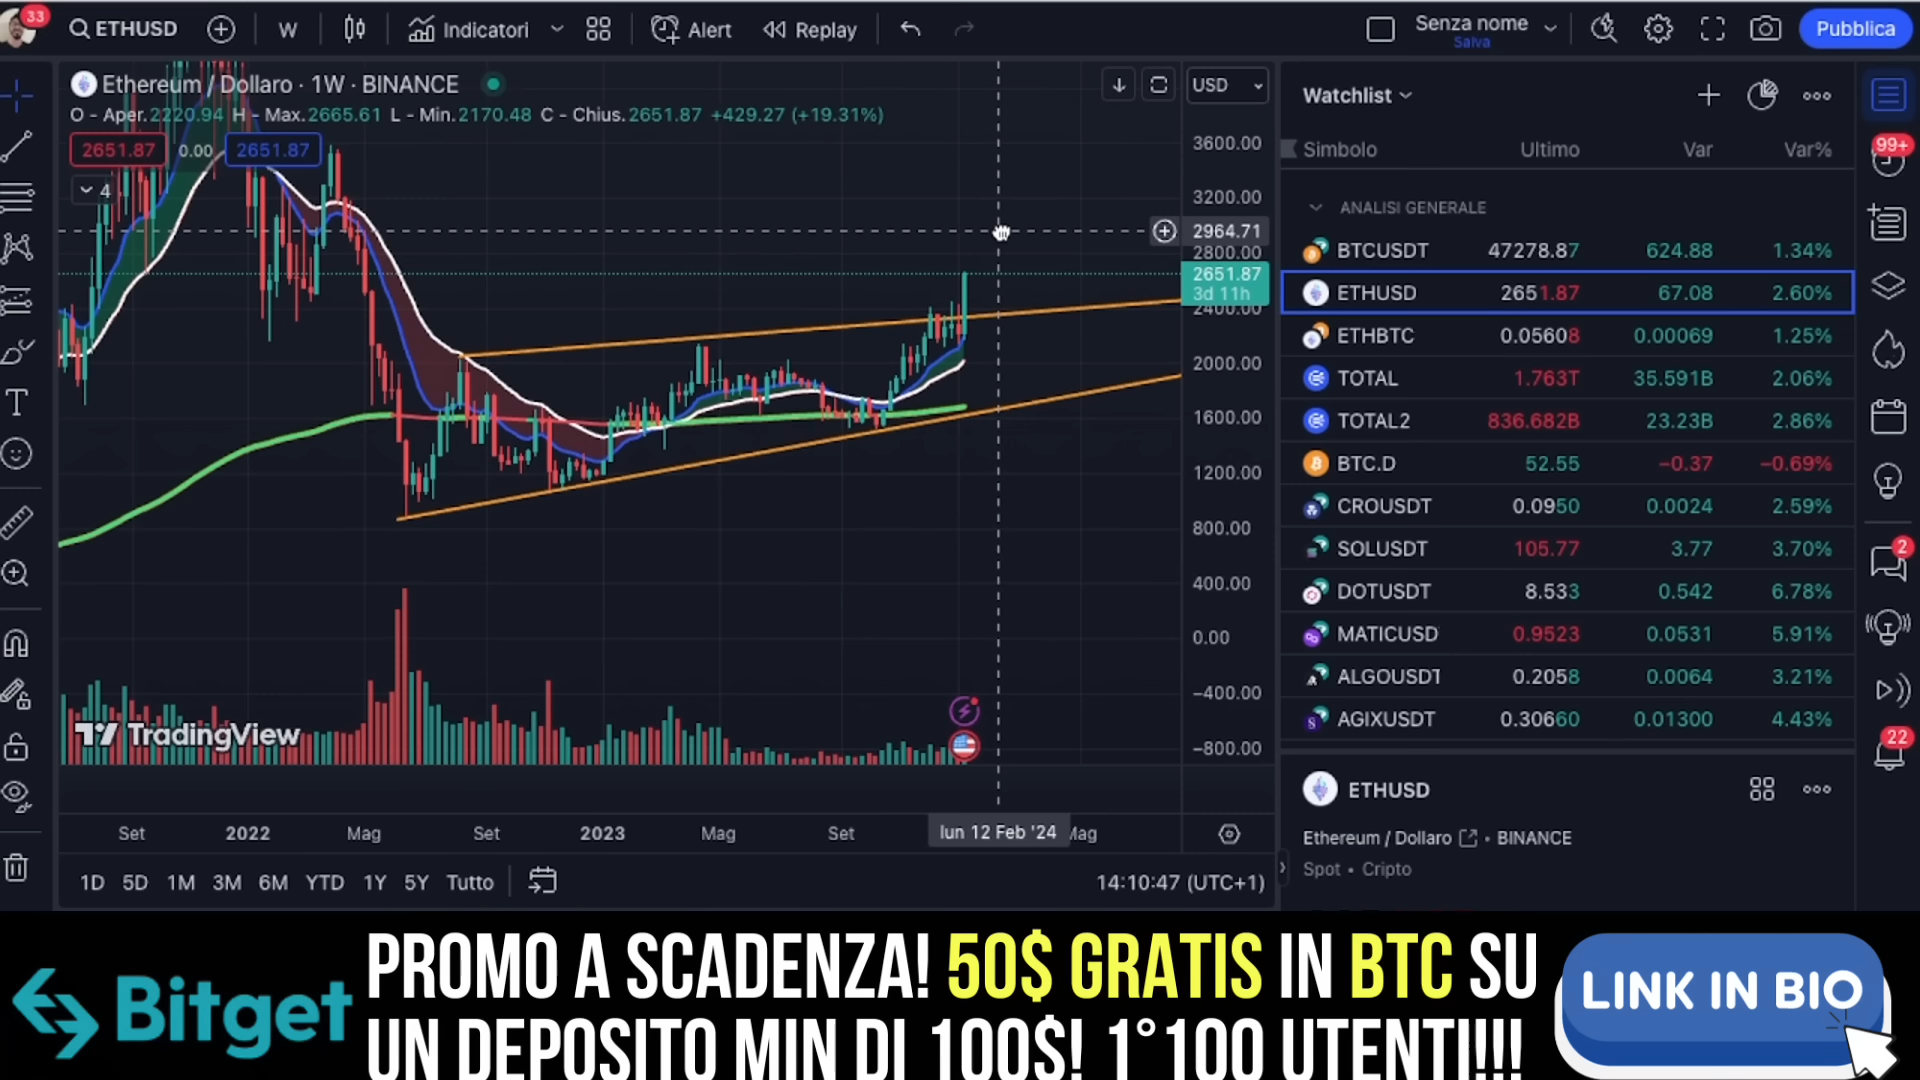 33
ETHUSD
W
Indicatori
Alert
Replay
Senza nome
Salva
Pubblica
Ethereum / Dollaro · 1W · BINANCE
O - Aper.2220.94 H - Max.2665.61 L - Min.2170.48 C - Chius.2651.87 +429.27 (+19.31%)
2651.87 0.00 2651.87
4
USD
3600.00
3200.00
2964.71
2800.00
2651.87
3d 11h
2400.00
2000.00
1600.00
1200.00
800.00
400.00
0.00
−400.00
−800.00
TradingView
Set 2022 Mag Set 2023 Mag Set lun 12 Feb '24 Mag
1D 5D 1M 3M 6M YTD 1Y 5Y Tutto
14:10:47 (UTC+1)
Watchlist
Simbolo Ultimo Var Var%
ANALISI GENERALE
BTCUSDT 47278.87 624.88 1.34%
ETHUSD 2651.87 67.08 2.60%
ETHBTC 0.05608 0.00069 1.25%
TOTAL 1.763T 35.591B 2.06%
TOTAL2 836.682B 23.23B 2.86%
BTC.D 52.55 −0.37 −0.69%
CROUSDT 0.0950 0.0024 2.59%
SOLUSDT 105.77 3.77 3.70%
DOTUSDT 8.533 0.542 6.78%
MATICUSD 0.9523 0.0531 5.91%
ALGOUSDT 0.2058 0.0064 3.21%
AGIXUSDT 0.30660 0.01300 4.43%
ETHUSD
Ethereum / Dollaro • BINANCE
Spot • Cripto
99+
2
22
Bitget
PROMO A SCADENZA! 50$ GRATIS IN BTC SU
UN DEPOSITO MIN DI 100$! 1°100 UTENTI!!!
LINK IN BIO